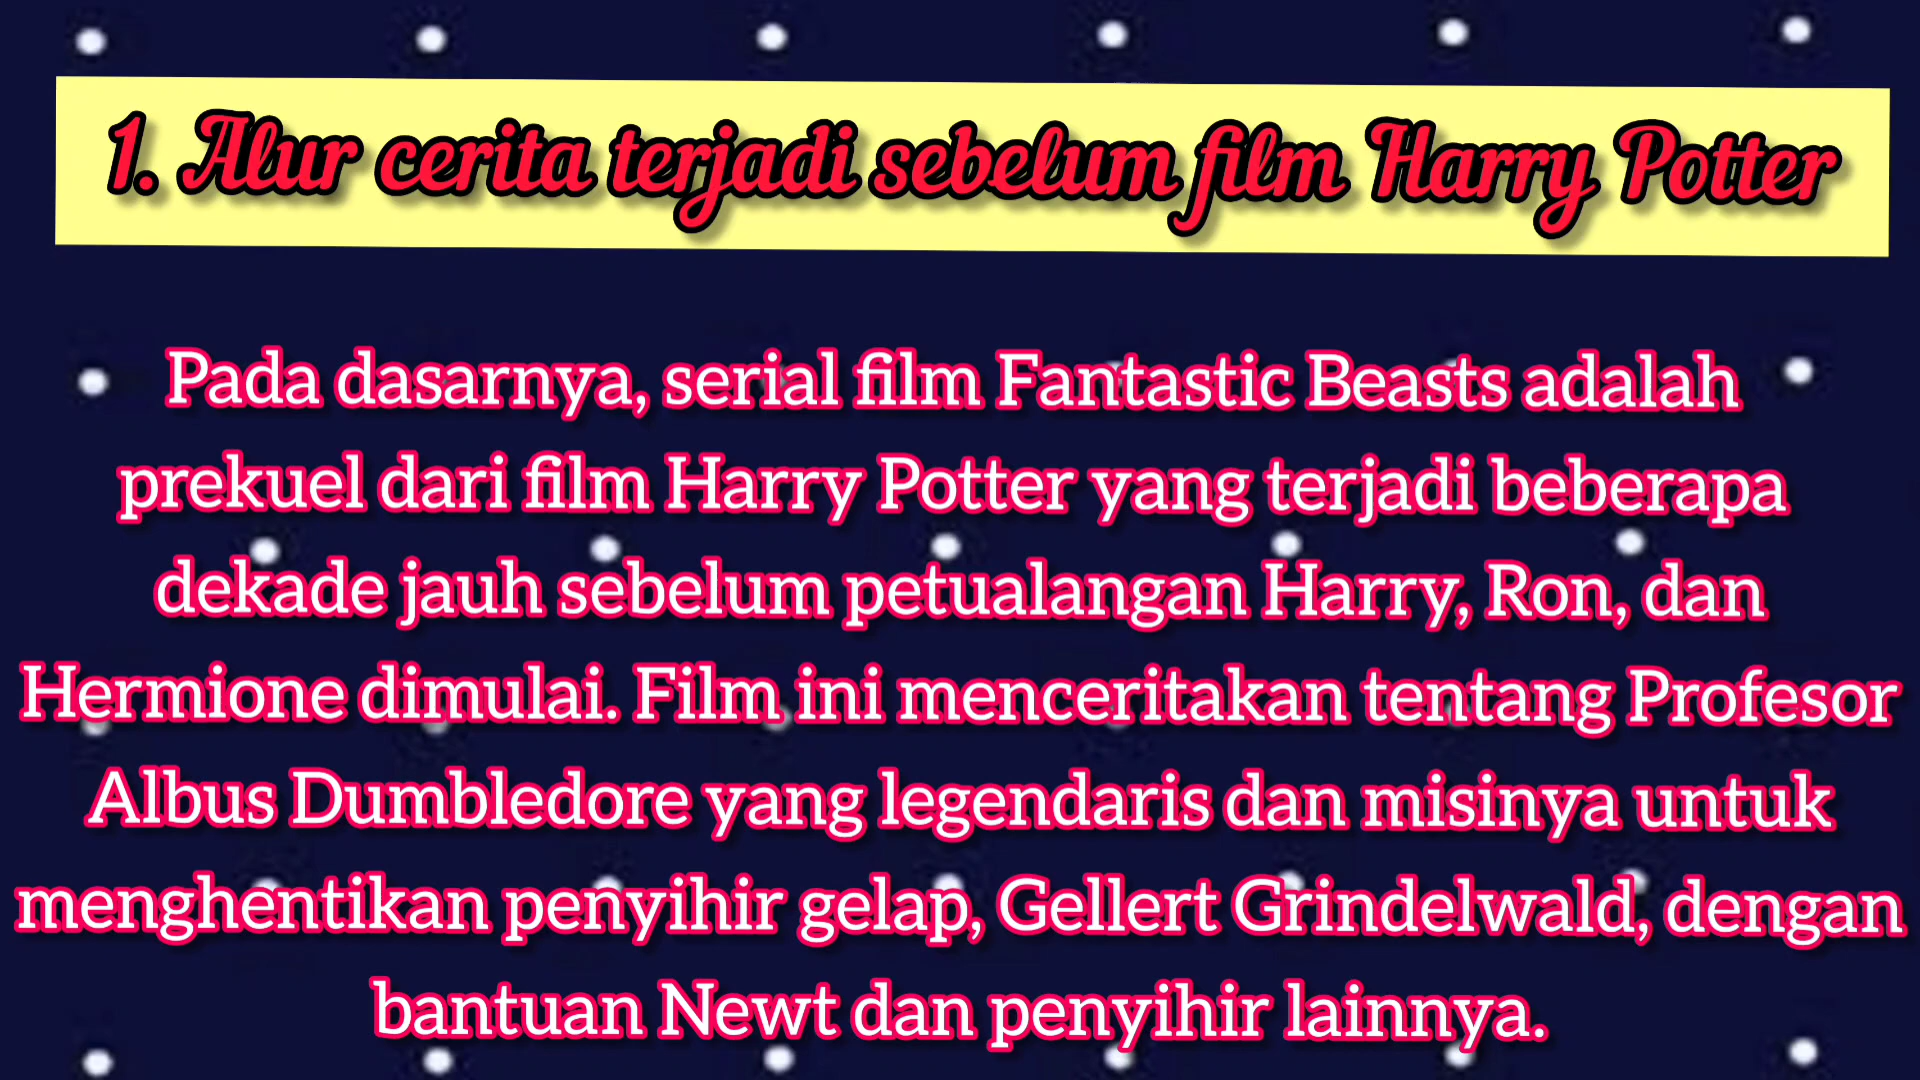 1. Alur cerita terjadi sebelum film Harry Potter
Pada dasarnya, serial film Fantastic Beasts adalah
prekuel dari film Harry Potter yang terjadi beberapa
dekade jauh sebelum petualangan Harry, Ron, dan
Hermione dimulai. Film ini menceritakan tentang Profesor
Albus Dumbledore yang legendaris dan misinya untuk
menghentikan penyihir gelap, Gellert Grindelwald, dengan
bantuan Newt dan penyihir lainnya.